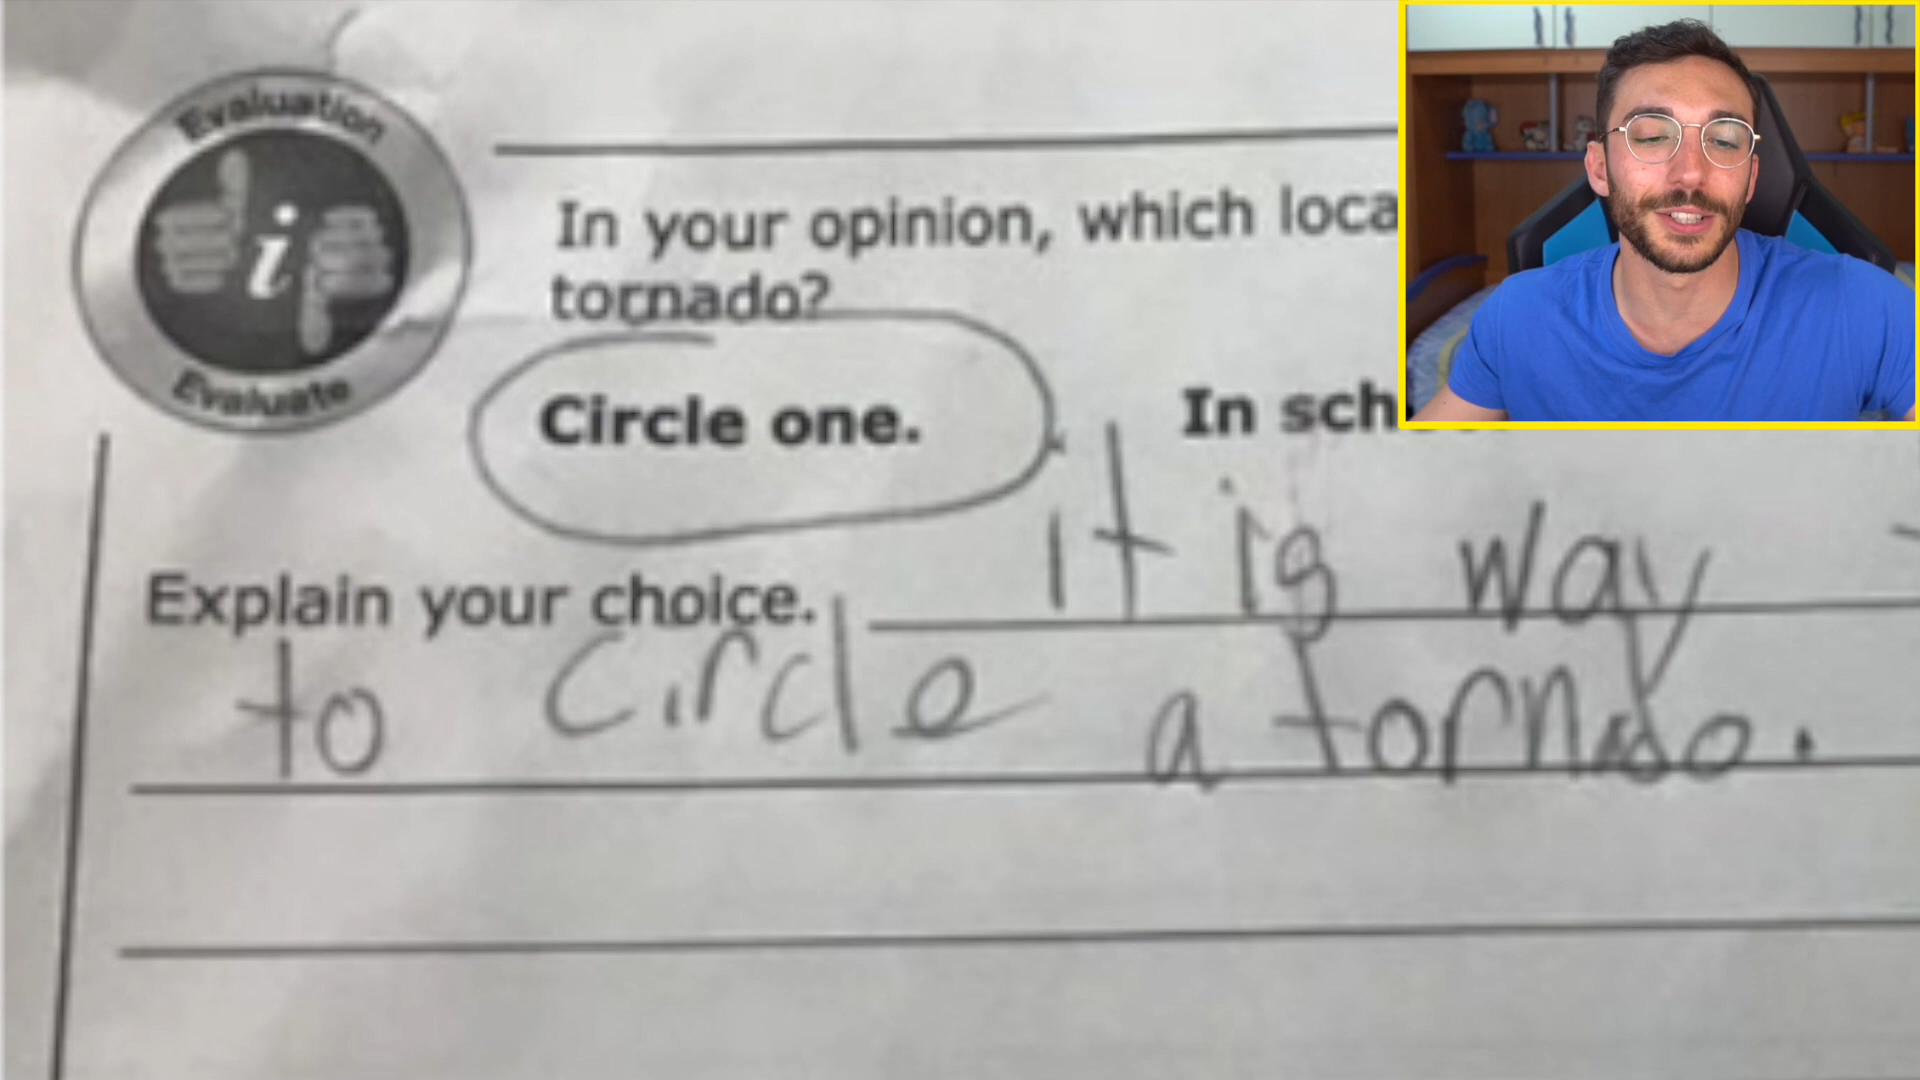 Evaluation
i
Evaluate
In your opinion, which loca
tornado?
Circle one. In sch
it is way
Explain your choice.
to circle a tornado.